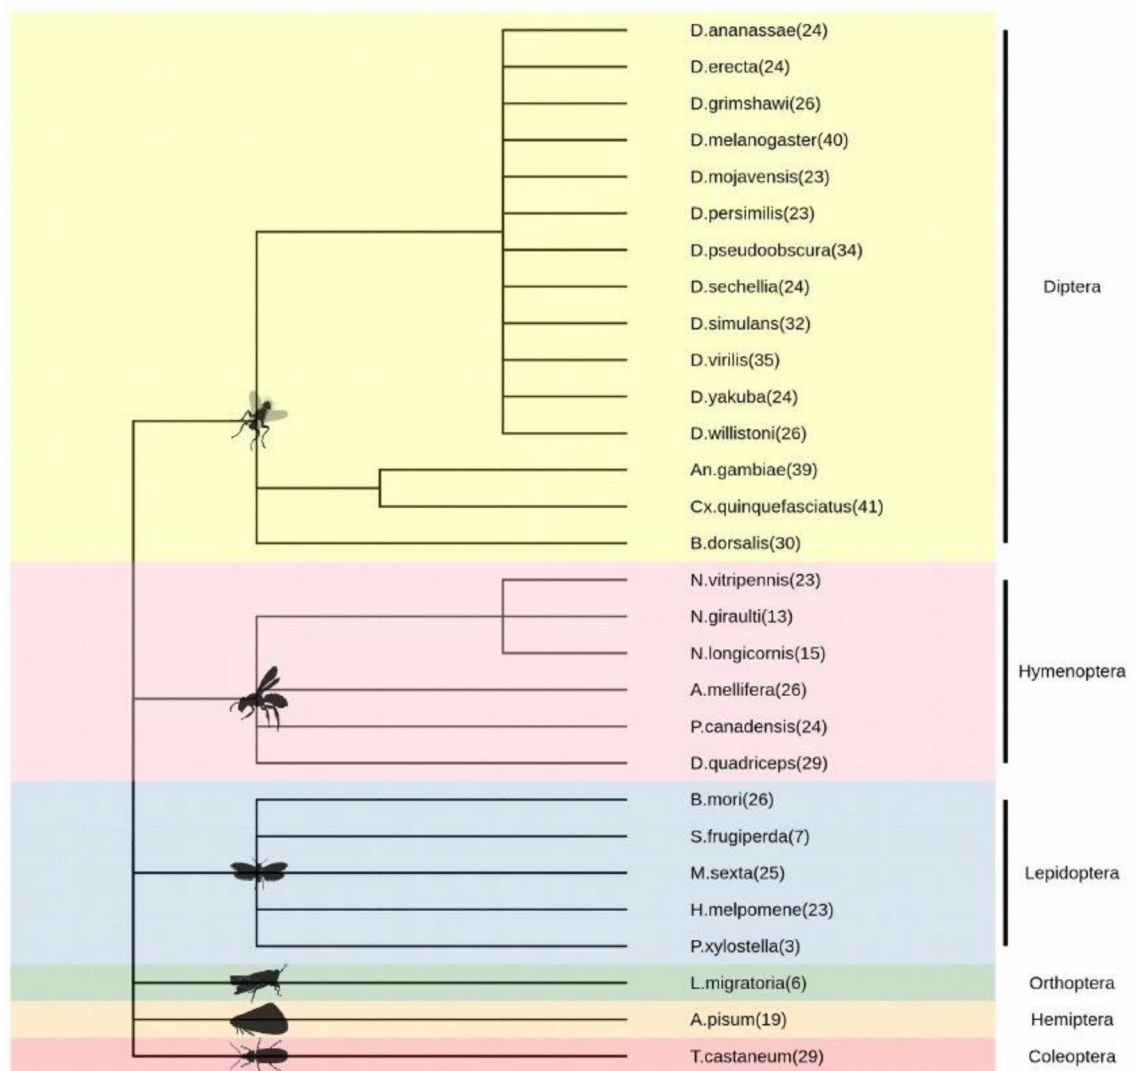 D.ananassae(24)
D.erecta(24)
D.grimshawi(26)
D.melanogaster(40)
D.mojavensis(23)
D.persimilis(23)
D.pseudoobscura(34)
D.sechellia(24)
Diptera
D.simulans(32)
D.virilis(35)
D.yakuba(24)
D.willistoni(26)
An.gambiae(39)
Cx.quinquefasciatus(41)
B.dorsalis(30)
N.vitripennis(23)
N.giraulti(13)
N.longicornis(15)
Hymenoptera
A.mellifera(26)
P.canadensis(24)
D.quadriceps(29)
B.mori(26)
S.frugiperda(7)
M.sexta(25)
Lepidoptera
H.melpomene(23)
P.xylostella(3)
L.migratoria(6)
Orthoptera
A.pisum(19)
Hemiptera
T.castaneum(29)
Coleoptera